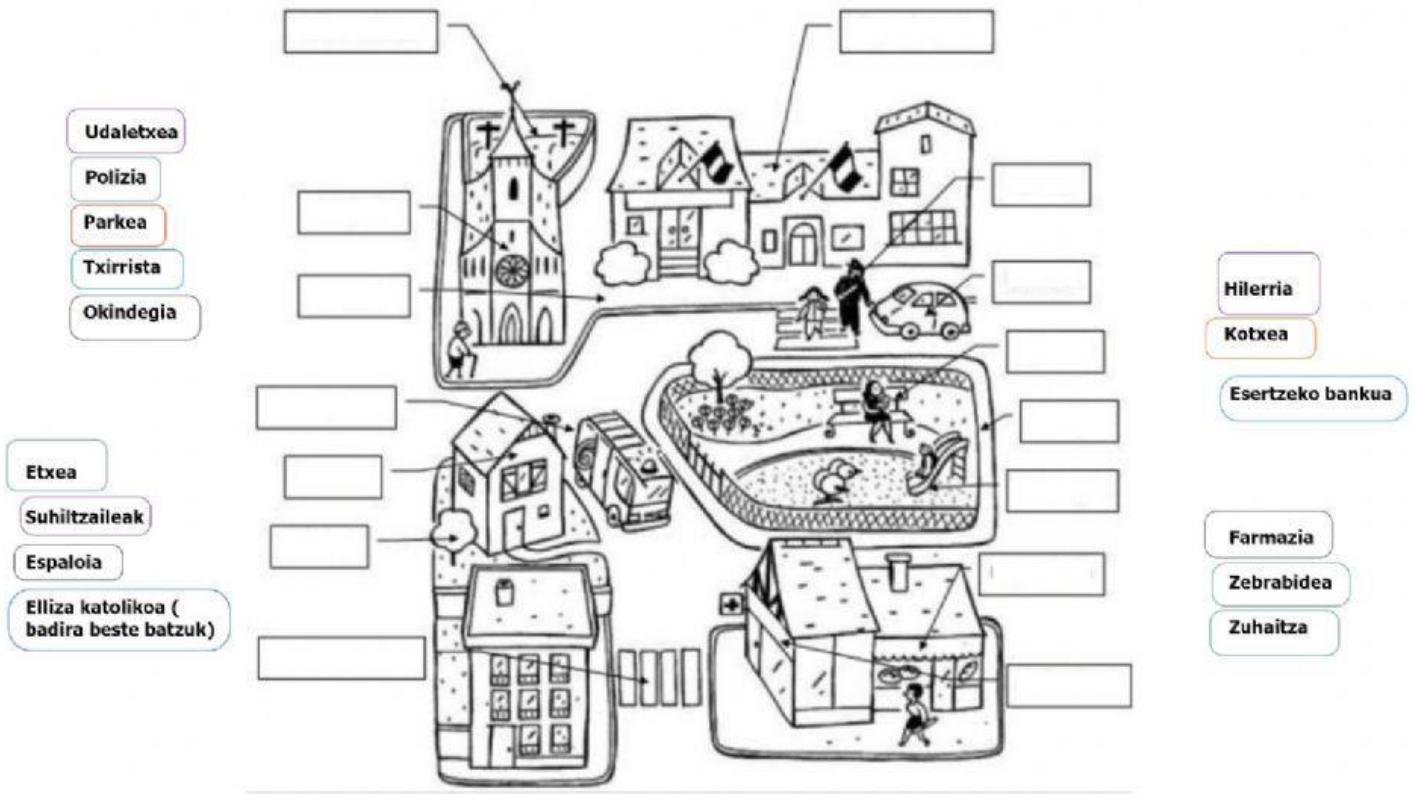 Udaletxea
Polizia
Parkea
Txirrista
Okindegia
Etxea
Suhiltzaileak
Espaloia
Elliza katolikoa (
badira beste batzuk)
Hilerria
Kotxea
Esertzeko bankua
Farmazia
Zebrabidea
Zuhaitza